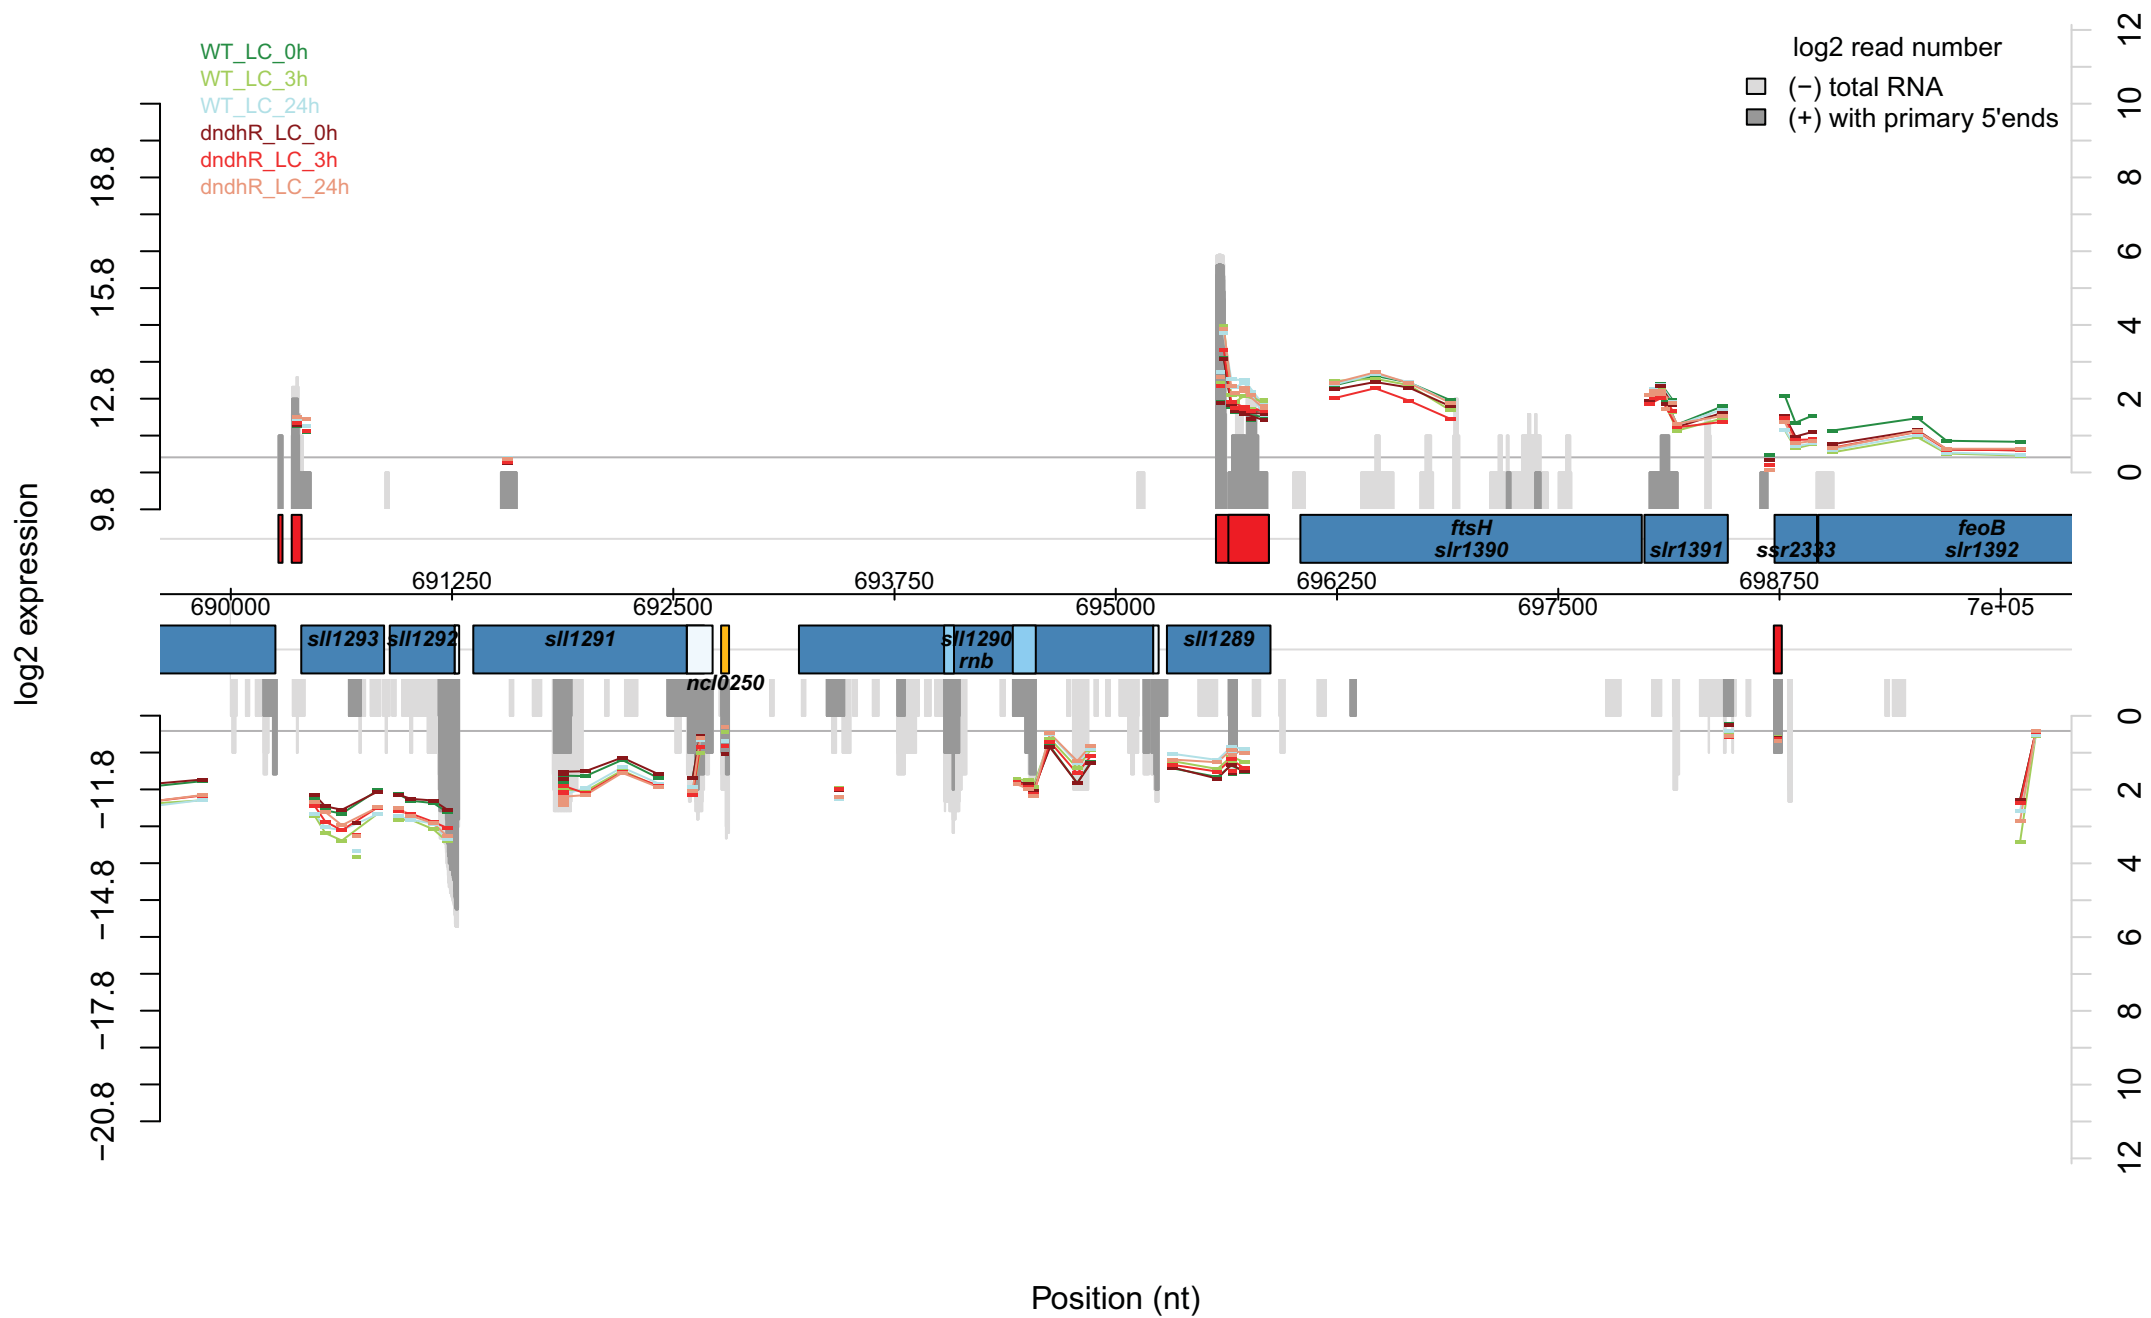 WT_LC_0h
WT_LC_3h
WT_LC_24h
dndhR_LC_0h
dndhR_LC_3h
dndhR_LC_24h
log2 read number
(−) total RNA
(+) with primary 5'ends
log2 expression
18.8
15.8
12.8
9.8
12
10
8
6
4
2
0
ftsH
slr1390
slr1391
ssr2333
feoB
slr1392
691250
693750
696250
698750
690000
692500
695000
697500
7e+05
sll1293
sll1292
sll1291
ncl0250
sll1290
rnb
sll1289
−11.8
−14.8
−17.8
−20.8
0
2
4
6
8
10
12
Position (nt)